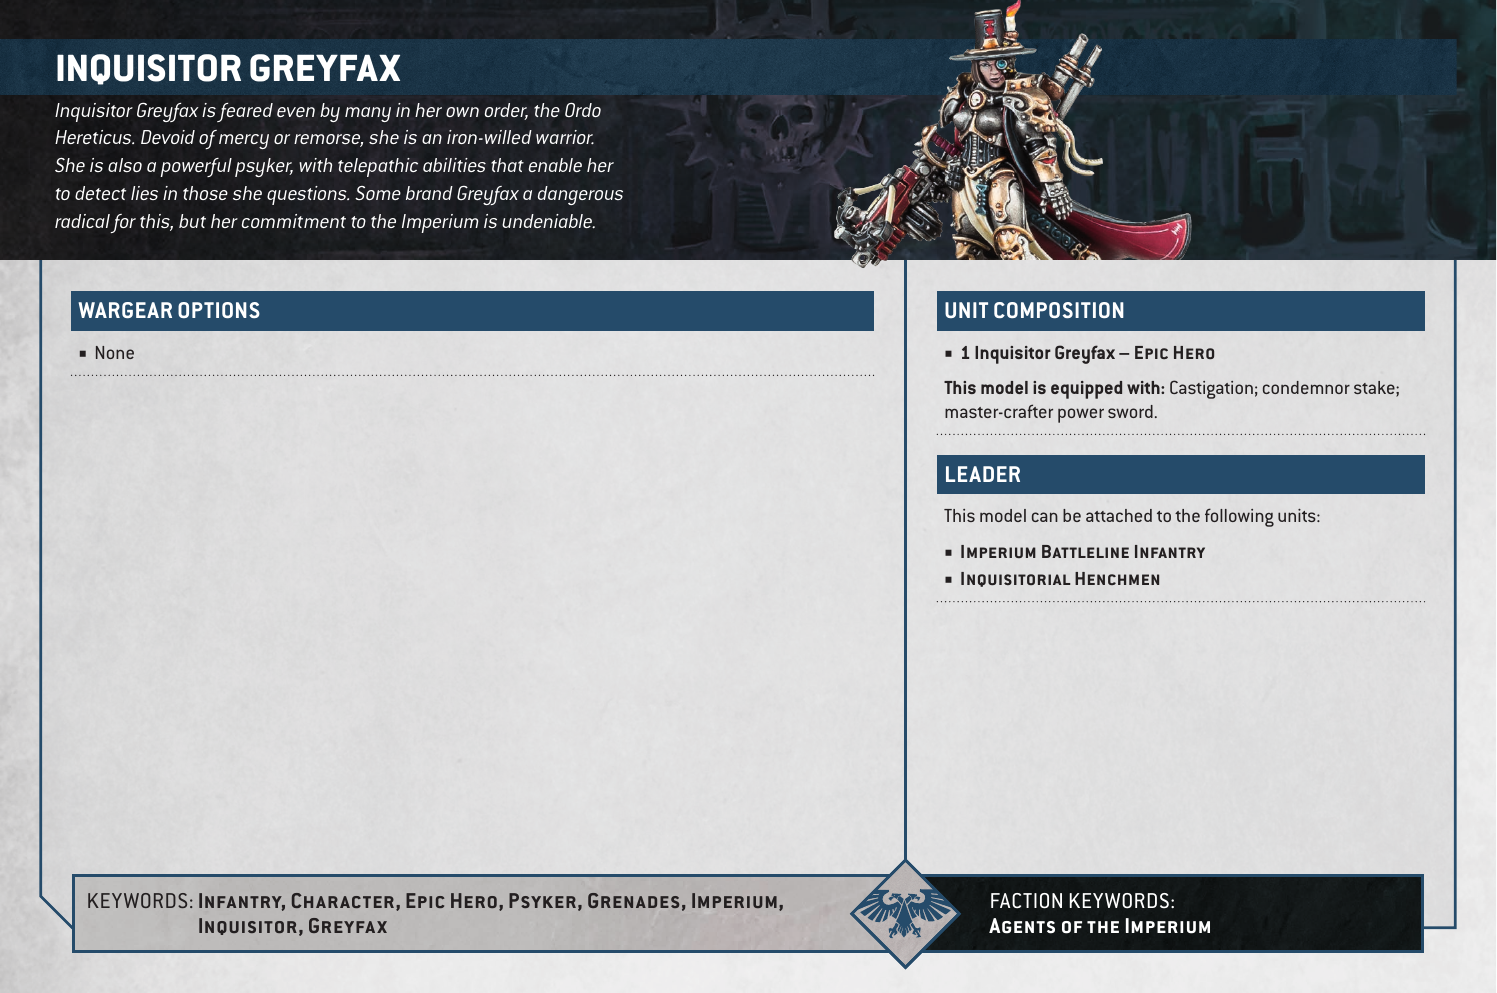 INQUISITOR GREYFAX
Inquisitor Greyfax is feared even by many in her own order, the Ordo
Hereticus. Devoid of mercy or remorse, she is an iron-willed warrior.
She is also a powerful psyker, with telepathic abilities that enable her
to detect lies in those she questions. Some brand Greyfax a dangerous
radical for this, but her commitment to the Imperium is undeniable.
WARGEAR OPTIONS
▪ None
UNIT COMPOSITION
▪ 1 Inquisitor Greyfax – EPIC HERO
This model is equipped with: Castigation; condemnor stake;
master-crafter power sword.
LEADER
This model can be attached to the following units:
▪ IMPERIUM BATTLELINE INFANTRY
▪ INQUISITORIAL HENCHMEN
KEYWORDS: INFANTRY, CHARACTER, EPIC HERO, PSYKER, GRENADES, IMPERIUM,
INQUISITOR, GREYFAX
FACTION KEYWORDS:
AGENTS OF THE IMPERIUM